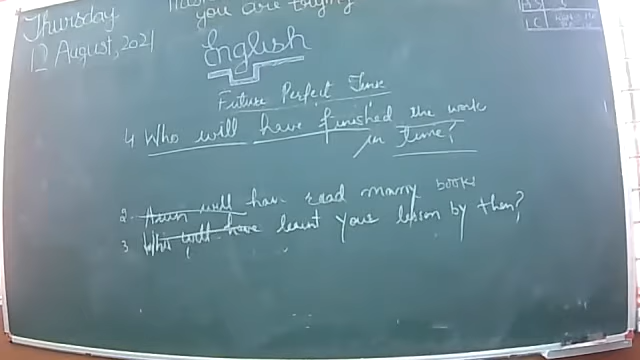 Thursday
12 August, 2021
you are trying
English
Future Perfect Tense
4 Who will have finished the work
in time?
2. Arun will have read many books
3 Who will have learnt your lesson by then?